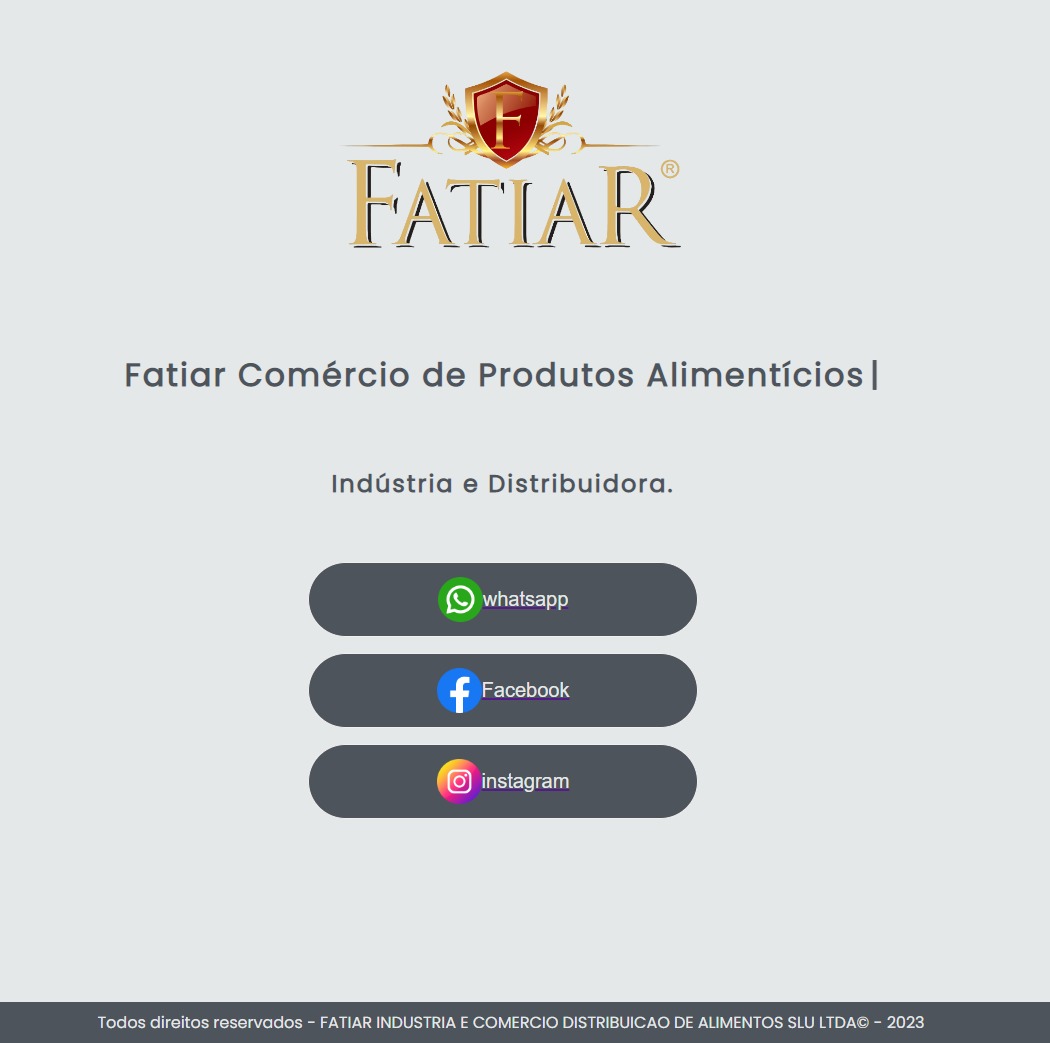 F
FATIAR®
Fatiar Comércio de Produtos Alimentícios|
Indústria e Distribuidora.
whatsapp
Facebook
instagram
Todos direitos reservados - FATIAR INDUSTRIA E COMERCIO DISTRIBUICAO DE ALIMENTOS SLU LTDA© - 2023